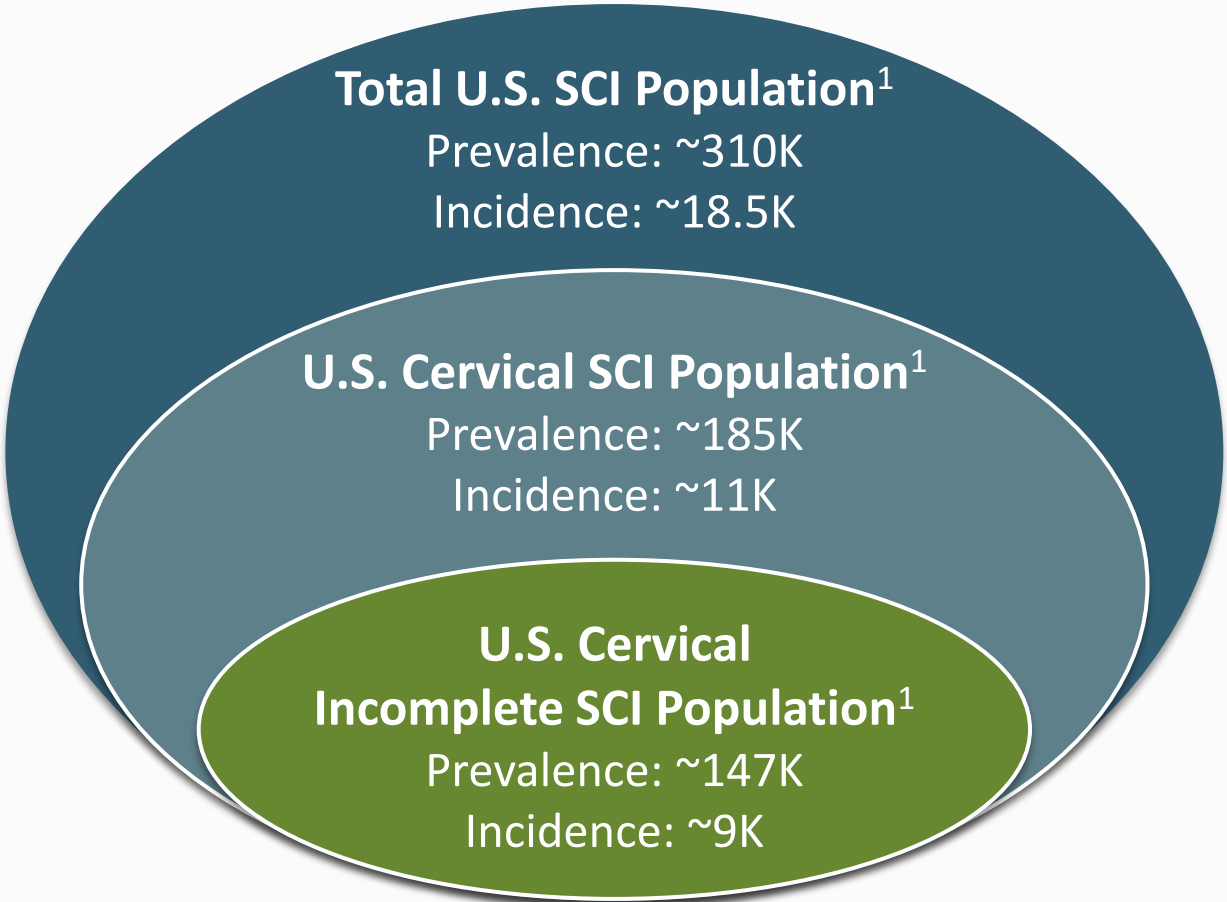 Total U.S. SCI Population¹
Prevalence: ~310K
Incidence: ~18.5K
U.S. Cervical SCI Population¹
Prevalence: ~185K
Incidence: ~11K
U.S. Cervical
Incomplete SCI Population¹
Prevalence: ~147K
Incidence: ~9K